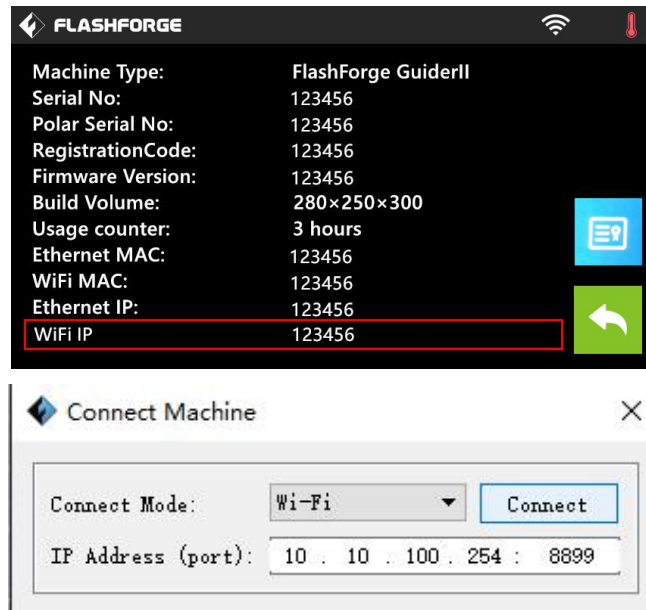 FLASHFORGE
Machine Type: FlashForge GuiderII
Serial No: 123456
Polar Serial No: 123456
RegistrationCode: 123456
Firmware Version: 123456
Build Volume: 280×250×300
Usage counter: 3 hours
Ethernet MAC: 123456
WiFi MAC: 123456
Ethernet IP: 123456
WiFi IP 123456
Connect Machine
Connect Mode: Wi-Fi Connect
IP Address (port): 10 . 10 . 100 . 254 : 8899